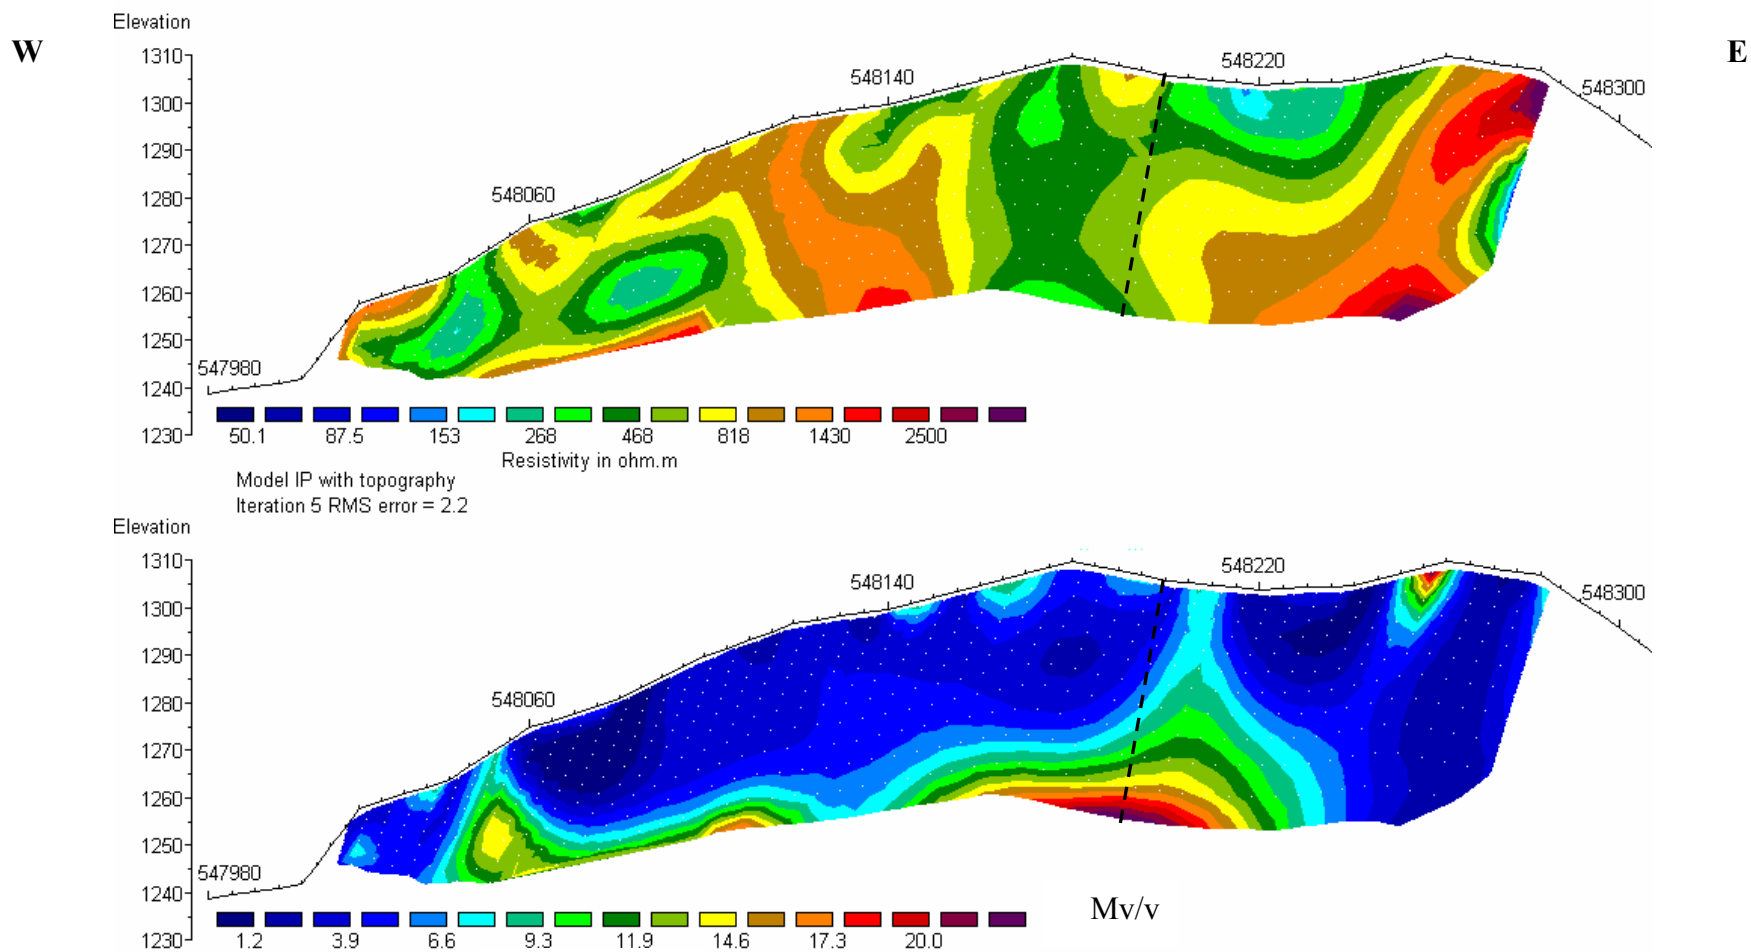 Elevation
W
E
1310
548220
548140
548300
1300
1290
548060
1280
1270
1260
1250
547980
1240
1230
50.1 87.5 153 268 468 818 1430 2500
Resistivity in ohm.m
Model IP with topography
Iteration 5 RMS error = 2.2
Elevation
1310
548220
548140
548300
1300
1290
548060
1280
1270
1260
1250
547980
1240
Mv/v
1230
1.2 3.9 6.6 9.3 11.9 14.6 17.3 20.0